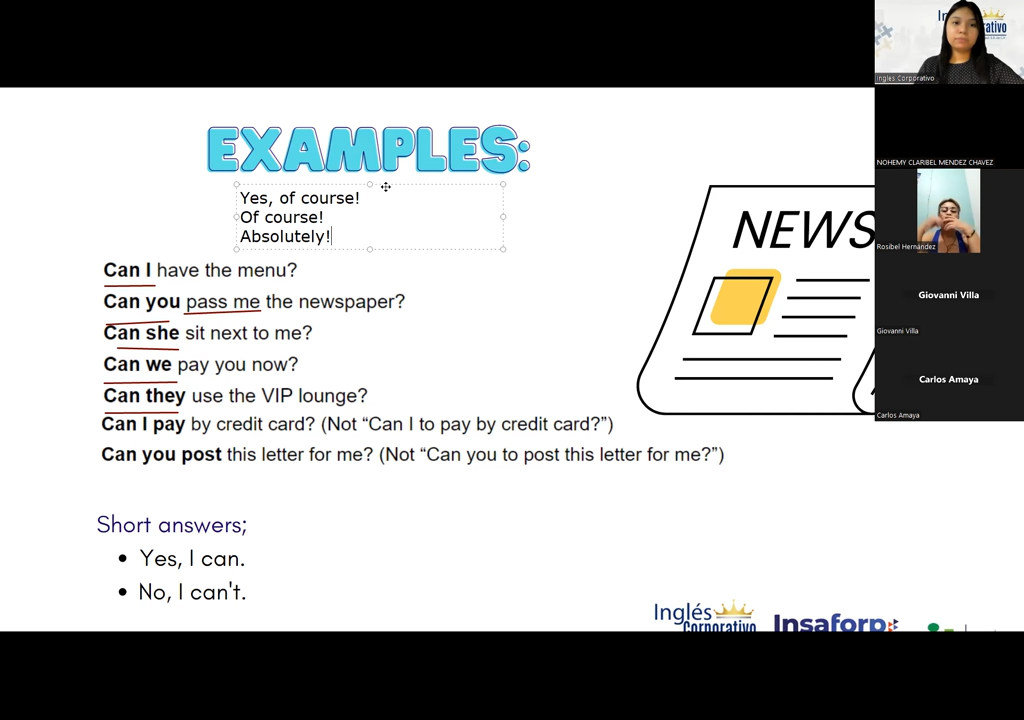 EXAMPLES:
Yes, of course!
Of course!
Absolutely!
Can I have the menu?
Can you pass me the newspaper?
Can she sit next to me?
Can we pay you now?
Can they use the VIP lounge?
Can I pay by credit card? (Not “Can I to pay by credit card?”)
Can you post this letter for me? (Not “Can you to post this letter for me?”)
Short answers;
• Yes, I can.
• No, I can't.
NEWS
Inglés
Corporativo
Insaforp
Inglés Corporativo
NOHEMY CLARIBEL MENDEZ CHAVEZ
Rosibel Hernández
Giovanni Villa
Giovanni Villa
Carlos Amaya
Carlos Amaya